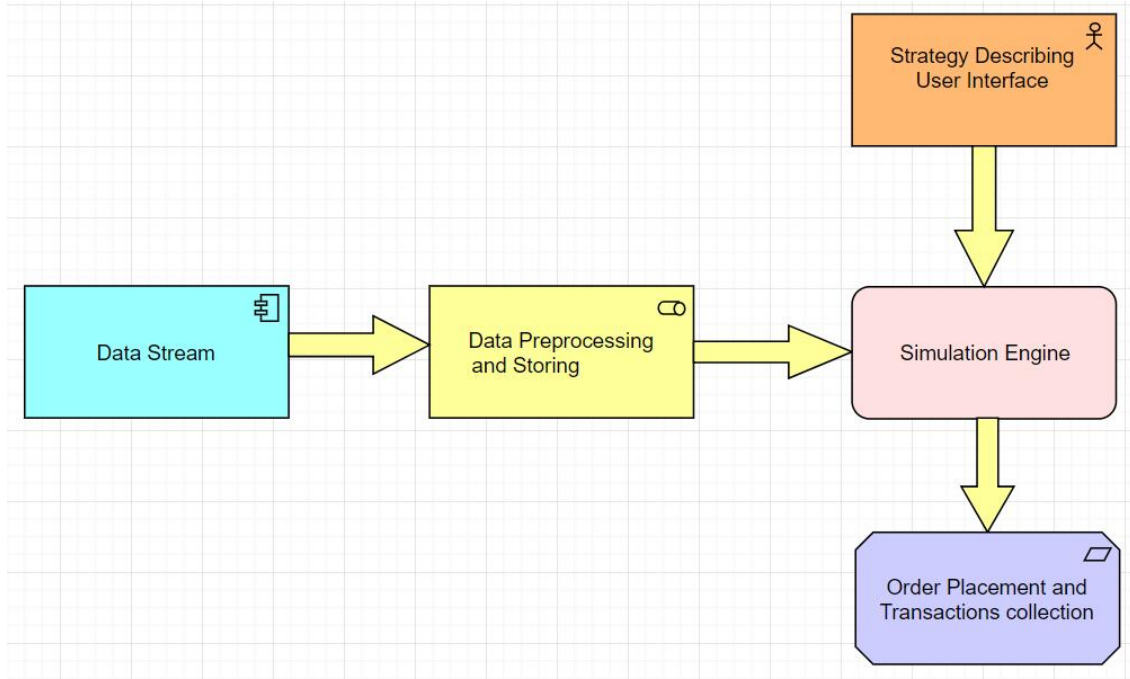 Strategy Describing
User Interface
Data Stream
Data Preprocessing
and Storing
Simulation Engine
Order Placement and
Transactions collection